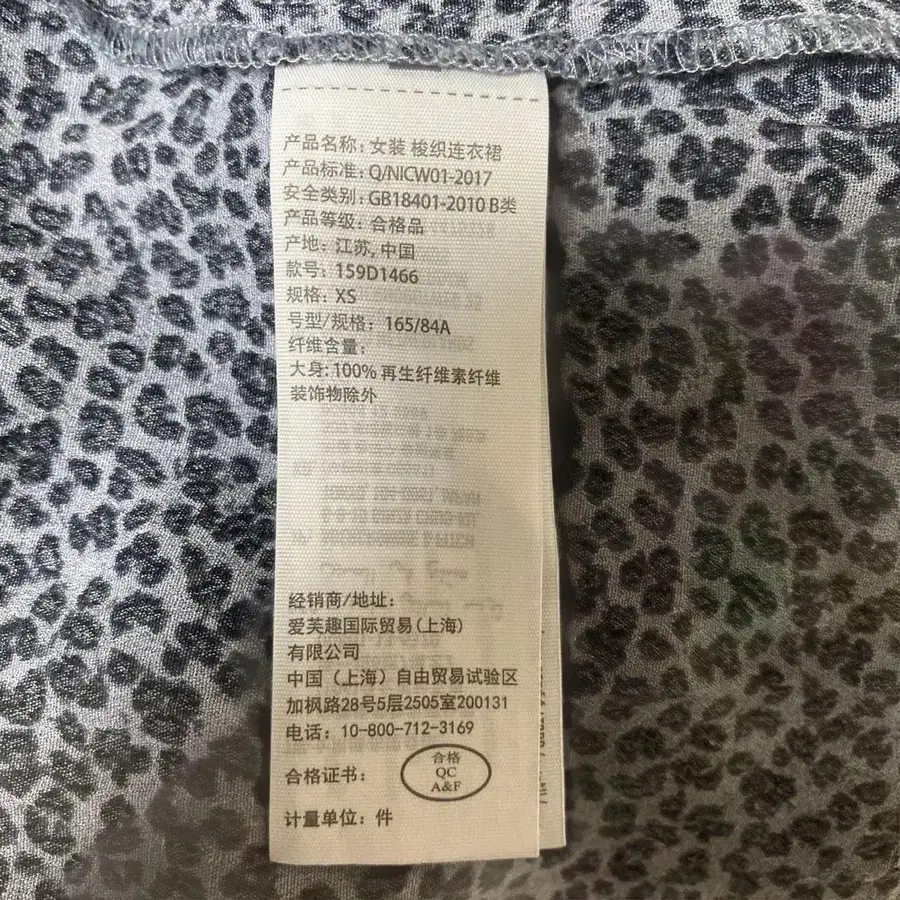 产品名称: 女装 梭织连衣裙
产品标准: Q/NICW01-2017
安全类别: GB18401-2010 B类
产品等级: 合格品
产地: 江苏, 中国
款号: 159D1466
规格: XS
号型/规格: 165/84A
纤维含量:
大身: 100% 再生纤维素纤维
装饰物除外
经销商/地址:
爱芙趣国际贸易(上海)
有限公司
中国（上海）自由贸易试验区
加枫路28号5层2505室200131
电话: 10-800-712-3169
合格证书:
合格
QC
A&F
计量单位: 件